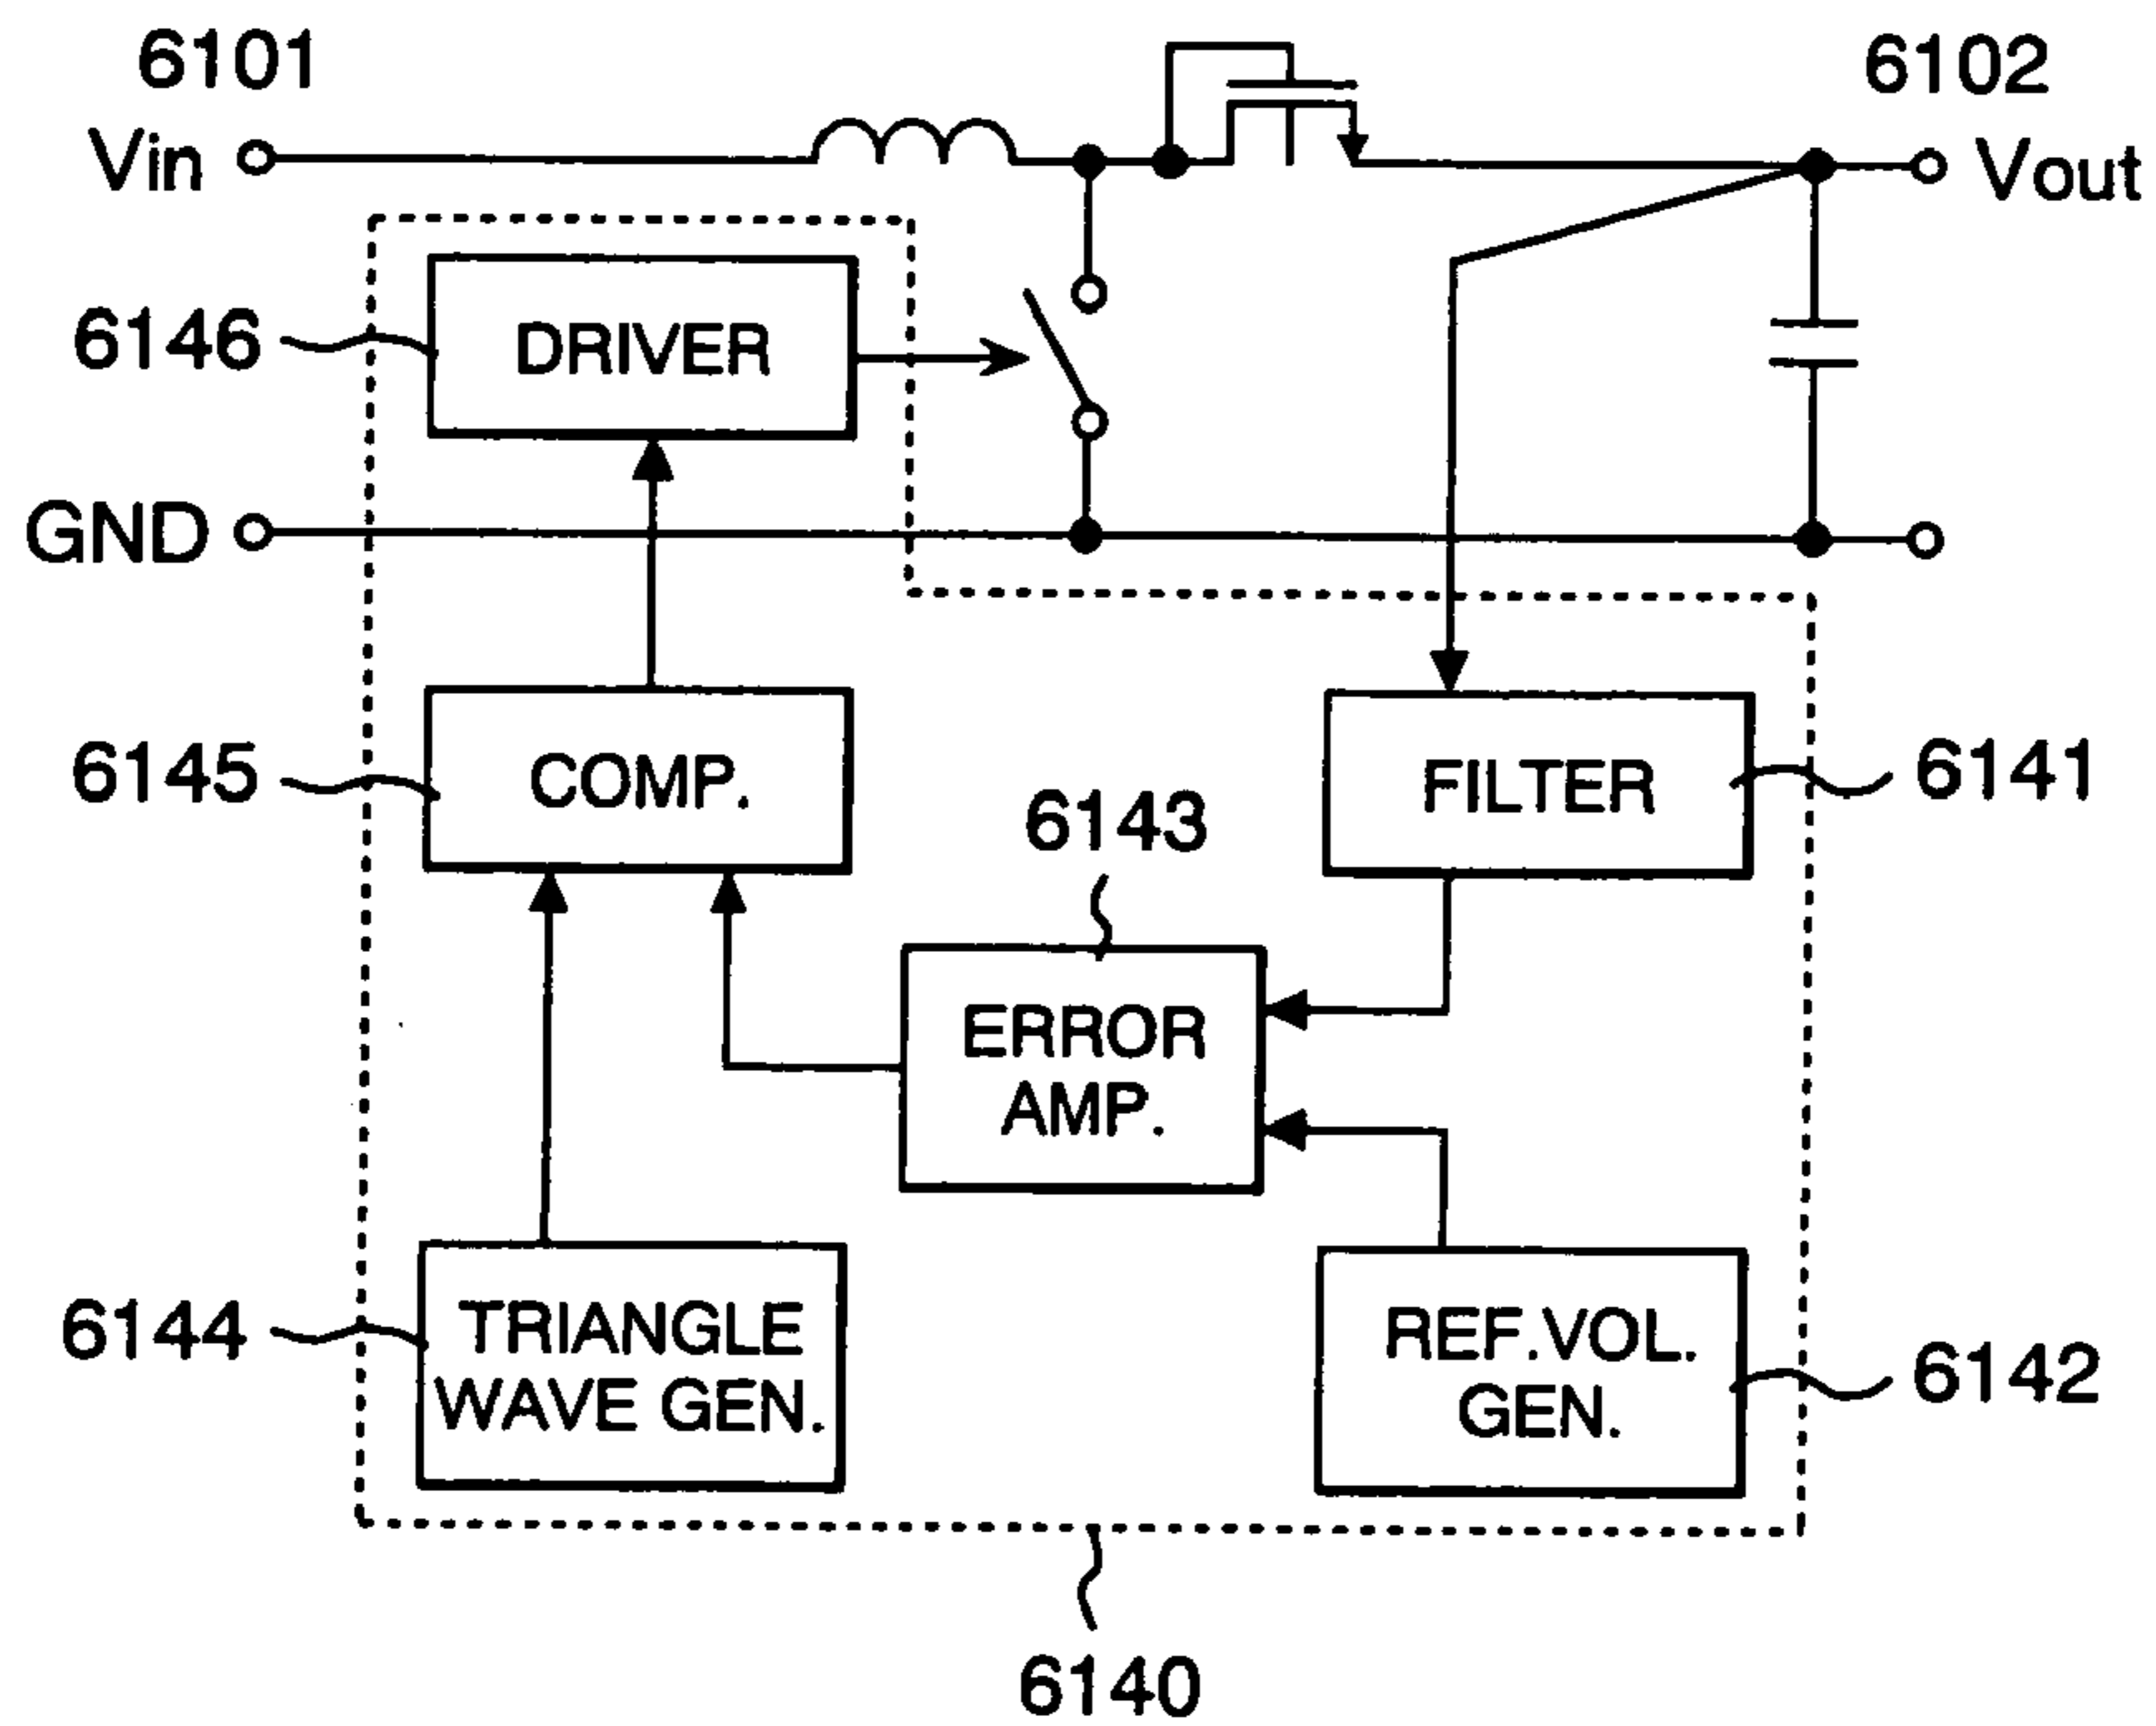 6101
6102
Vin
Vout
6146
DRIVER
GND
6145
COMP.
FILTER
6141
6143
ERROR
AMP.
6144
TRIANGLE
WAVE GEN.
REF.VOL.
GEN.
6142
6140